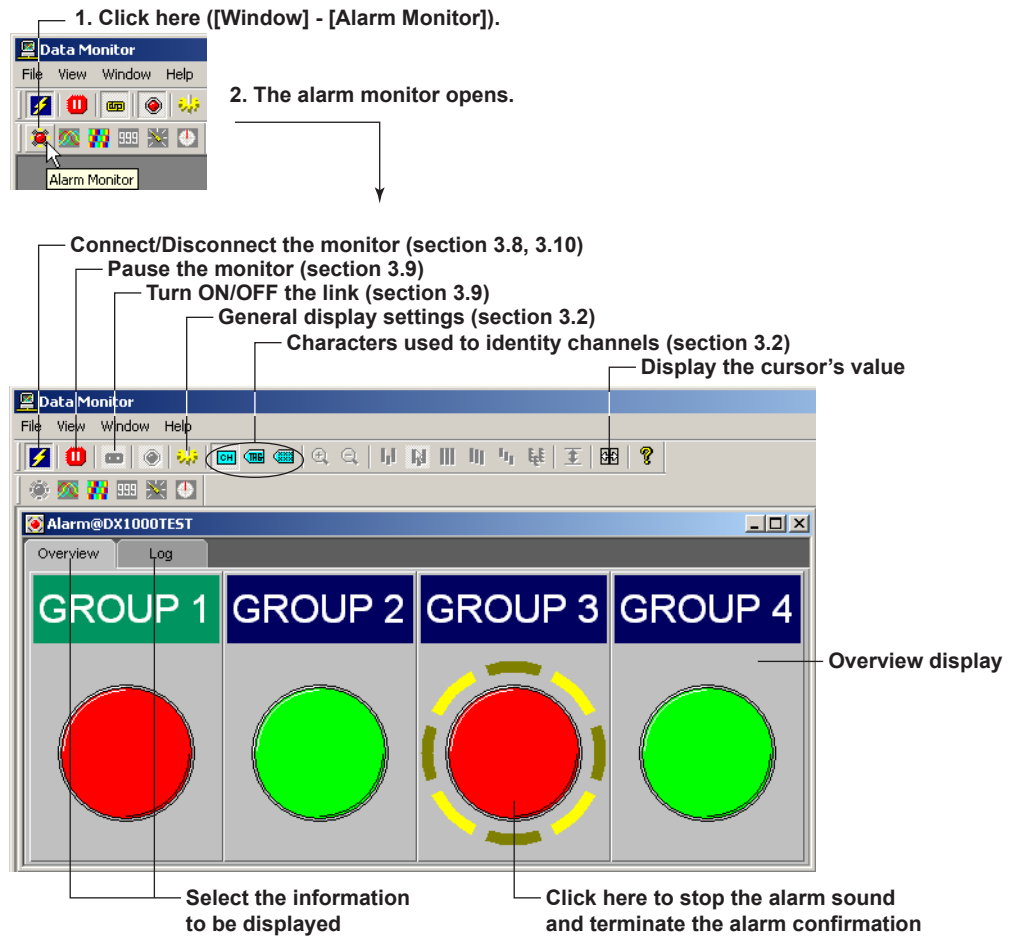 1. Click here ([Window] - [Alarm Monitor]).
Data Monitor
File View Window Help
999
Alarm Monitor
2. The alarm monitor opens.
Connect/Disconnect the monitor (section 3.8, 3.10)
Pause the monitor (section 3.9)
Turn ON/OFF the link (section 3.9)
General display settings (section 3.2)
Characters used to identity channels (section 3.2)
Display the cursor's value
Data Monitor
File View Window Help
CH TAG XXX ?
999
Alarm@DX1000TEST
Overview Log
GROUP 1 GROUP 2 GROUP 3 GROUP 4
Overview display
Select the information
to be displayed
Click here to stop the alarm sound
and terminate the alarm confirmation